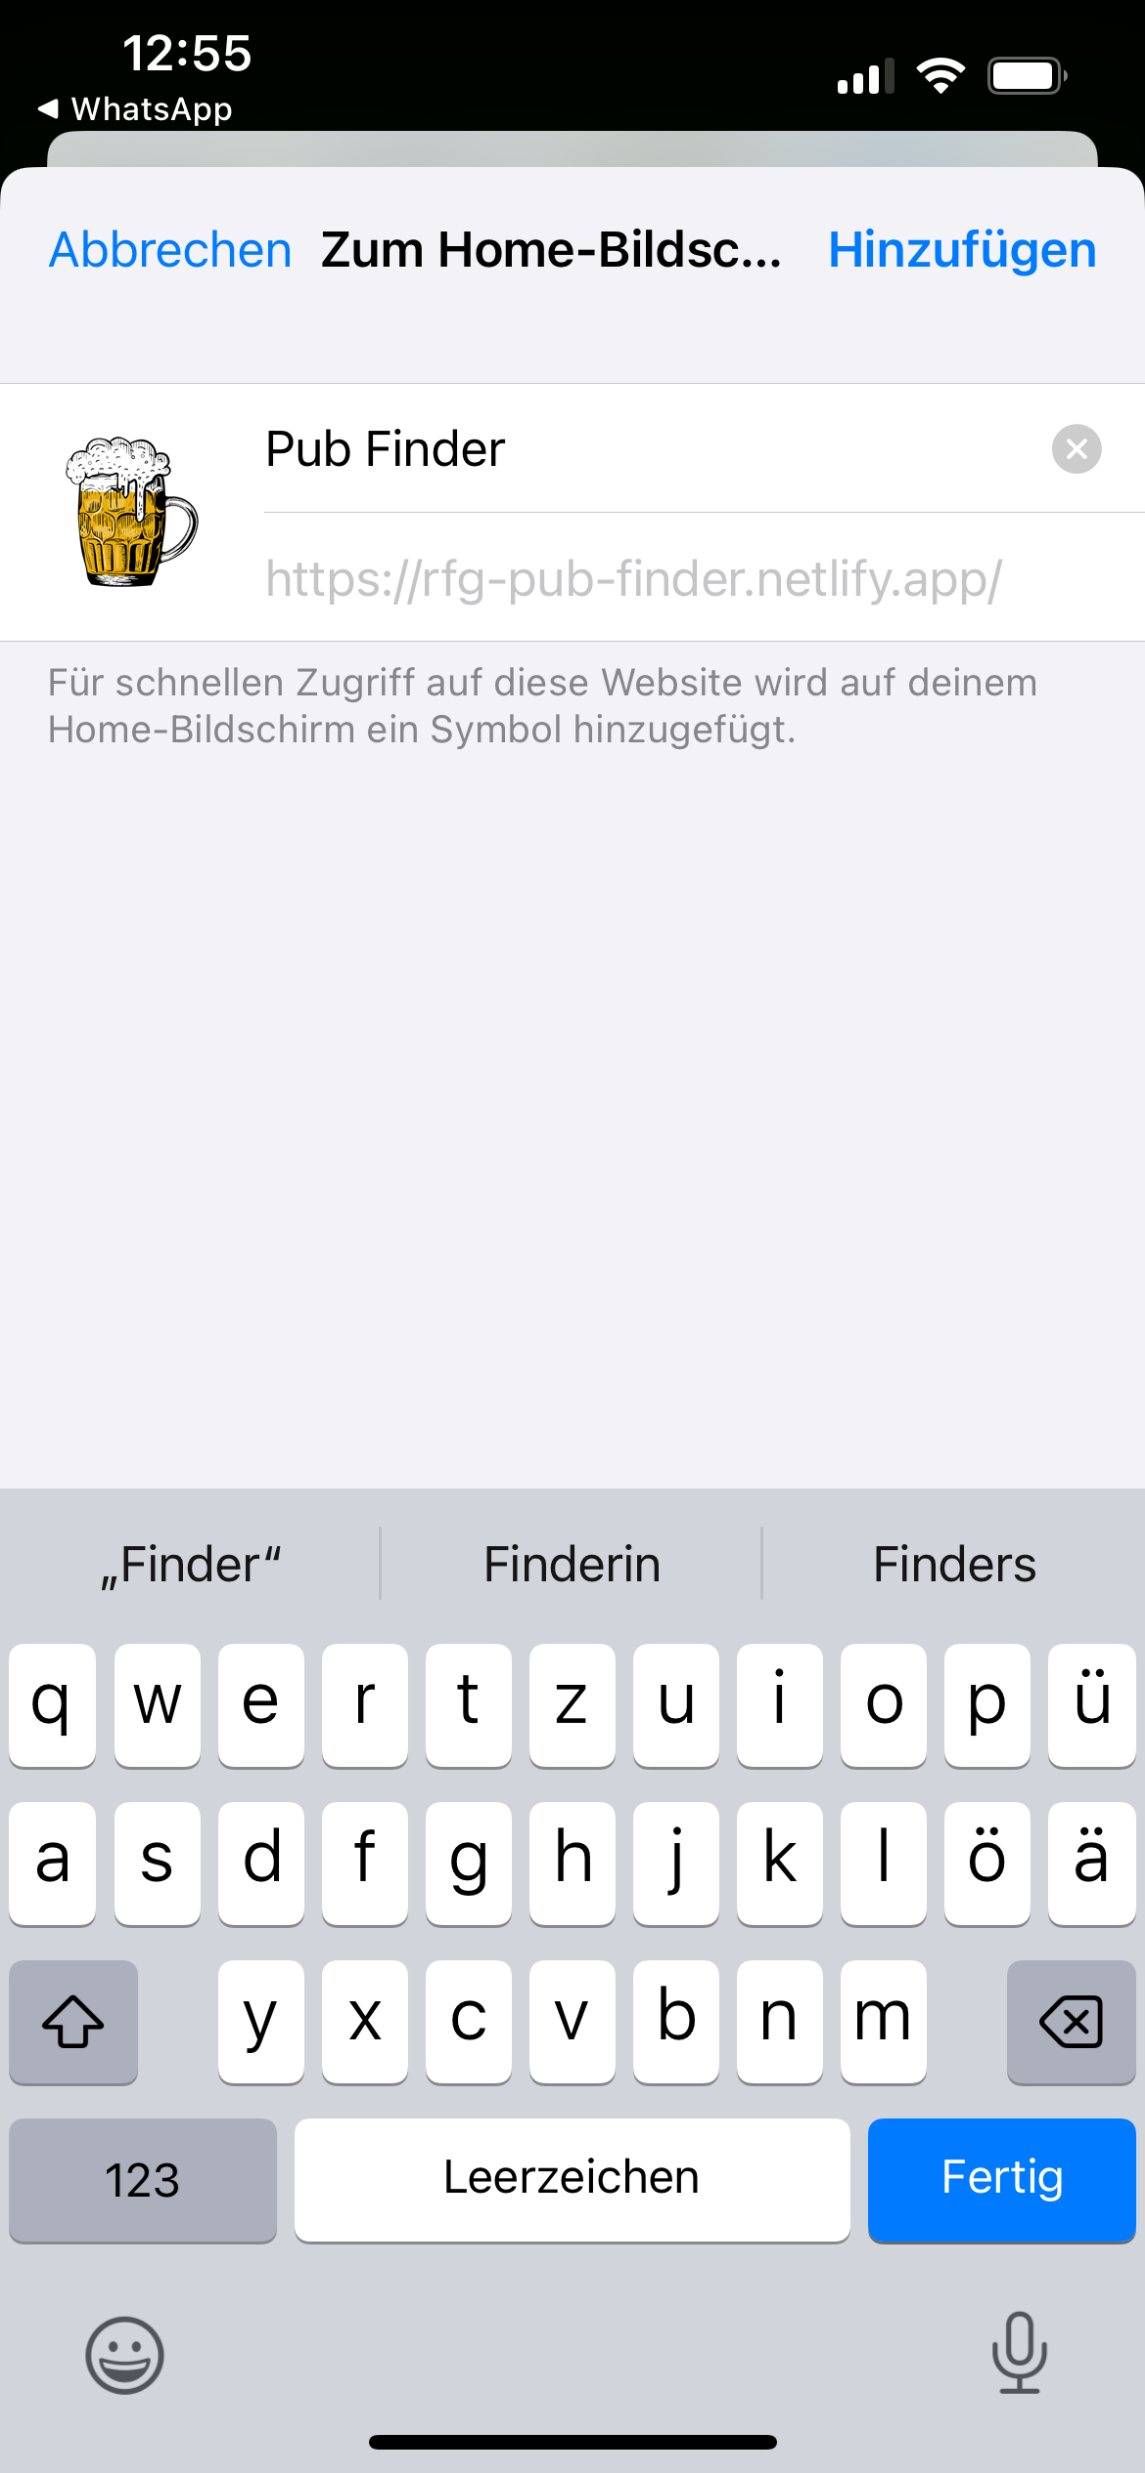 12:55
◀ WhatsApp
Abbrechen Zum Home-Bildsc... Hinzufügen
Pub Finder
https://rfg-pub-finder.netlify.app/
Für schnellen Zugriff auf diese Website wird auf deinem
Home-Bildschirm ein Symbol hinzugefügt.
„Finder“ Finderin Finders
q w e r t z u i o p ü
a s d f g h j k l ö ä
y x c v b n m
123 Leerzeichen Fertig